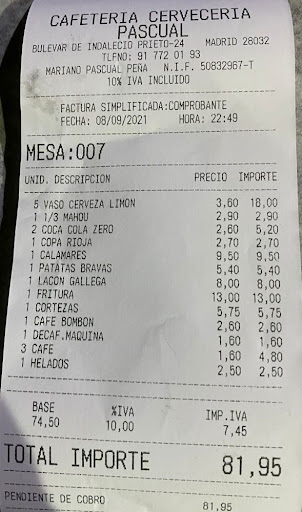 CAFETERIA CERVECERIA
PASCUAL
BULEVAR DE INDALECIO PRIETO-24 MADRID 28032
TLFNO: 91 772 01 93
MARIANO PASCUAL PEÑA N.I.F. 50832967-T
10% IVA INCLUIDO
FACTURA SIMPLIFICADA:COMPROBANTE
FECHA: 08/09/2021 HORA: 22:49
MESA:007
UNID. DESCRIPCION PRECIO IMPORTE
5 VASO CERVEZA LIMON 3,60 18,00
1 1/3 MAHOU 2,90 2,90
2 COCA COLA ZERO 2,60 5,20
1 COPA RIOJA 2,70 2,70
1 CALAMARES 9,50 9,50
1 PATATAS BRAVAS 5,40 5,40
1 LACON GALLEGA 8,00 8,00
1 FRITURA 13,00 13,00
1 CORTEZAS 5,75 5,75
1 CAFE BOMBON 2,60 2,60
1 DECAF.MAQUINA 1,60 1,60
3 CAFE 1,60 4,80
1 HELADOS 2,50 2,50
BASE %IVA IMP.IVA
74,50 10,00 7,45
TOTAL IMPORTE 81,95
PENDIENTE DE COBRO 81,95